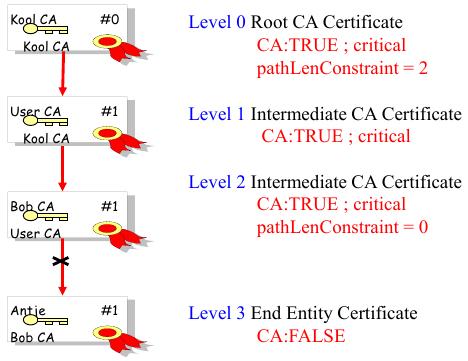 Kool CA #0
Kool CA
Level 0 Root CA Certificate
CA:TRUE ; critical
pathLenConstraint = 2
User CA #1
Kool CA
Level 1 Intermediate CA Certificate
CA:TRUE ; critical
Bob CA #1
User CA
Level 2 Intermediate CA Certificate
CA:TRUE ; critical
pathLenConstraint = 0
Antje #1
Bob CA
Level 3 End Entity Certificate
CA:FALSE